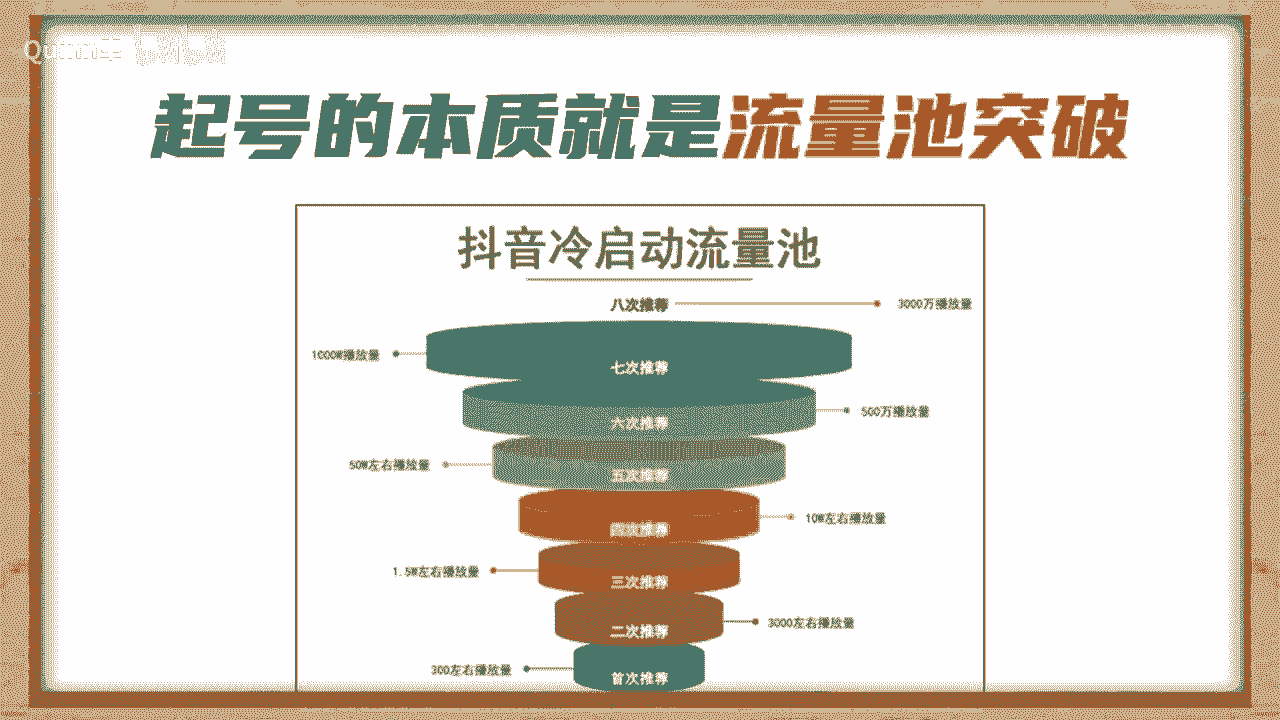 起号的本质就是流量池突破
抖音冷启动流量池
八次推荐
3000万播放量
1000W播放量
七次推荐
六次推荐
500万播放量
50W左右播放量
五次推荐
四次推荐
10W左右播放量
1.5W左右播放量
三次推荐
二次推荐
3000左右播放量
300左右播放量
首次推荐